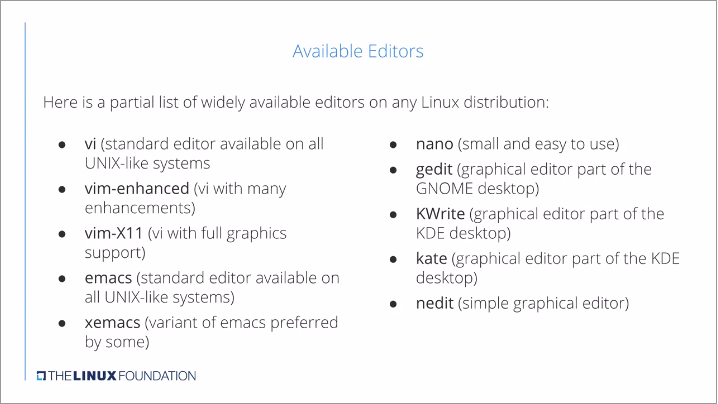 Available Editors
Here is a partial list of widely available editors on any Linux distribution:
● vi (standard editor available on all
UNIX-like systems
● vim-enhanced (vi with many
enhancements)
● vim-X11 (vi with full graphics
support)
● emacs (standard editor available on
all UNIX-like systems)
● xemacs (variant of emacs preferred
by some)
● nano (small and easy to use)
● gedit (graphical editor part of the
GNOME desktop)
● KWrite (graphical editor part of the
KDE desktop)
● kate (graphical editor part of the KDE
desktop)
● nedit (simple graphical editor)
THE LINUX FOUNDATION